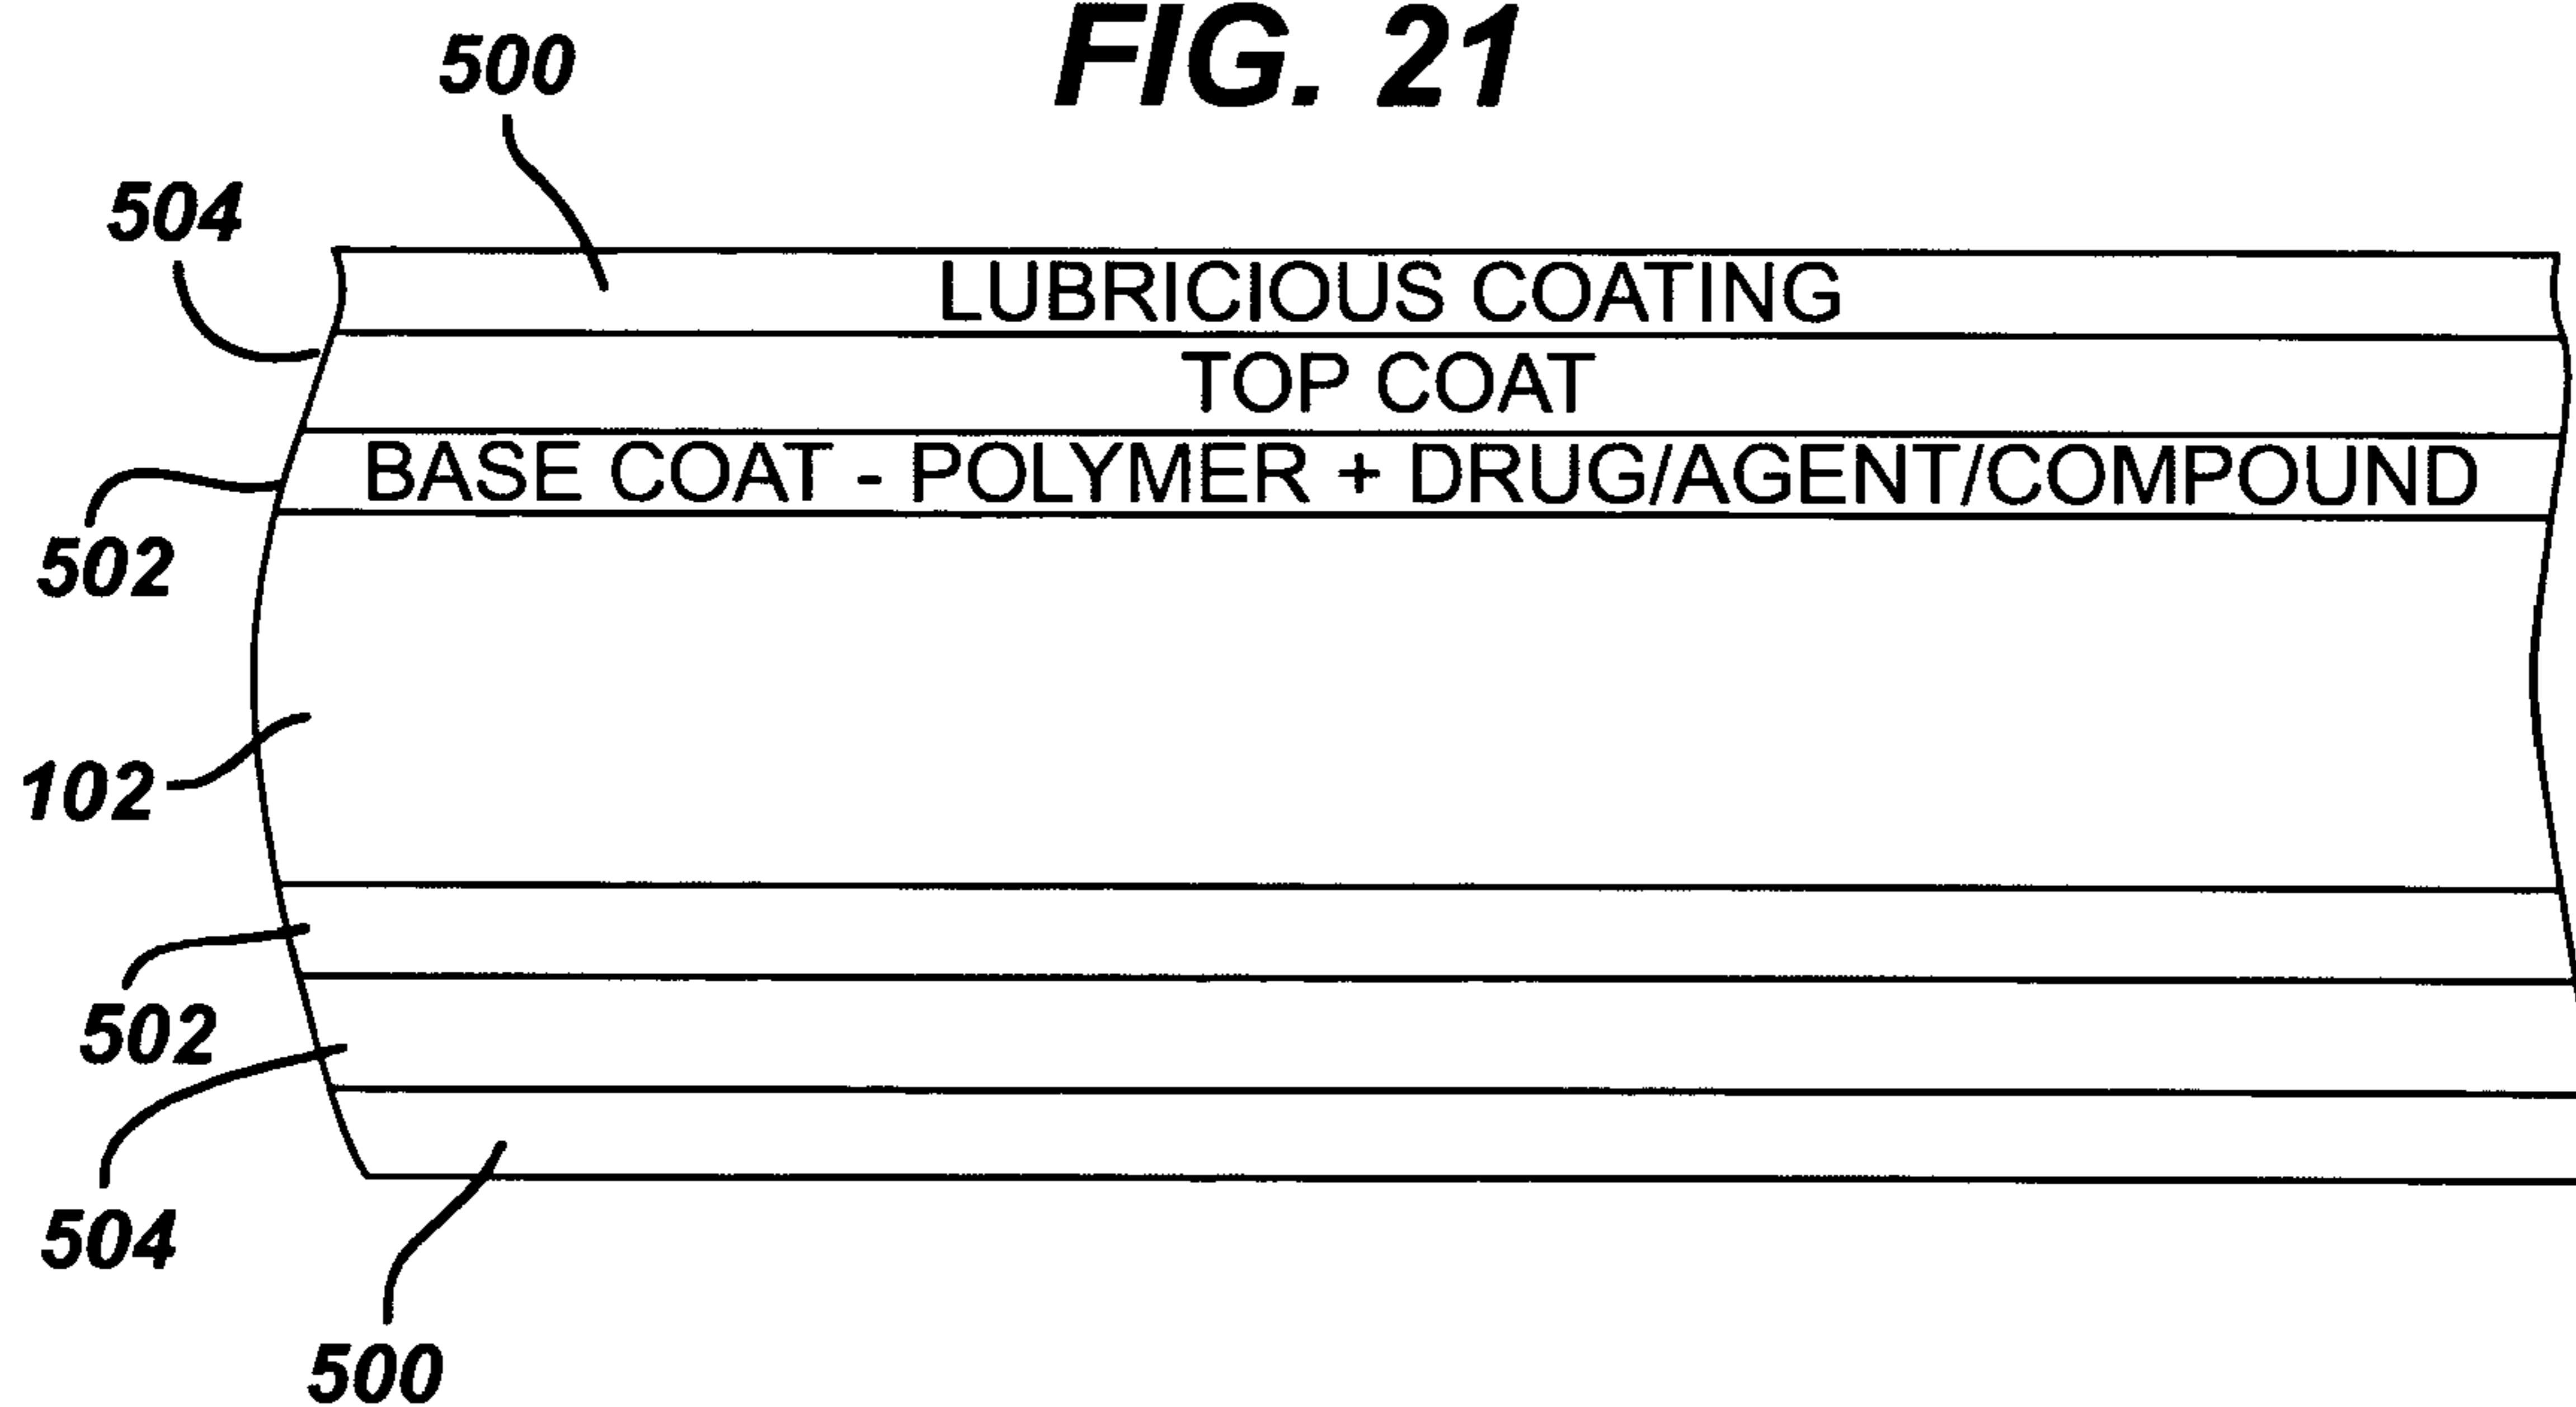 FIG. 21
500
504
LUBRICIOUS COATING
TOP COAT
BASE COAT - POLYMER + DRUG/AGENT/COMPOUND
502
102
502
504
500